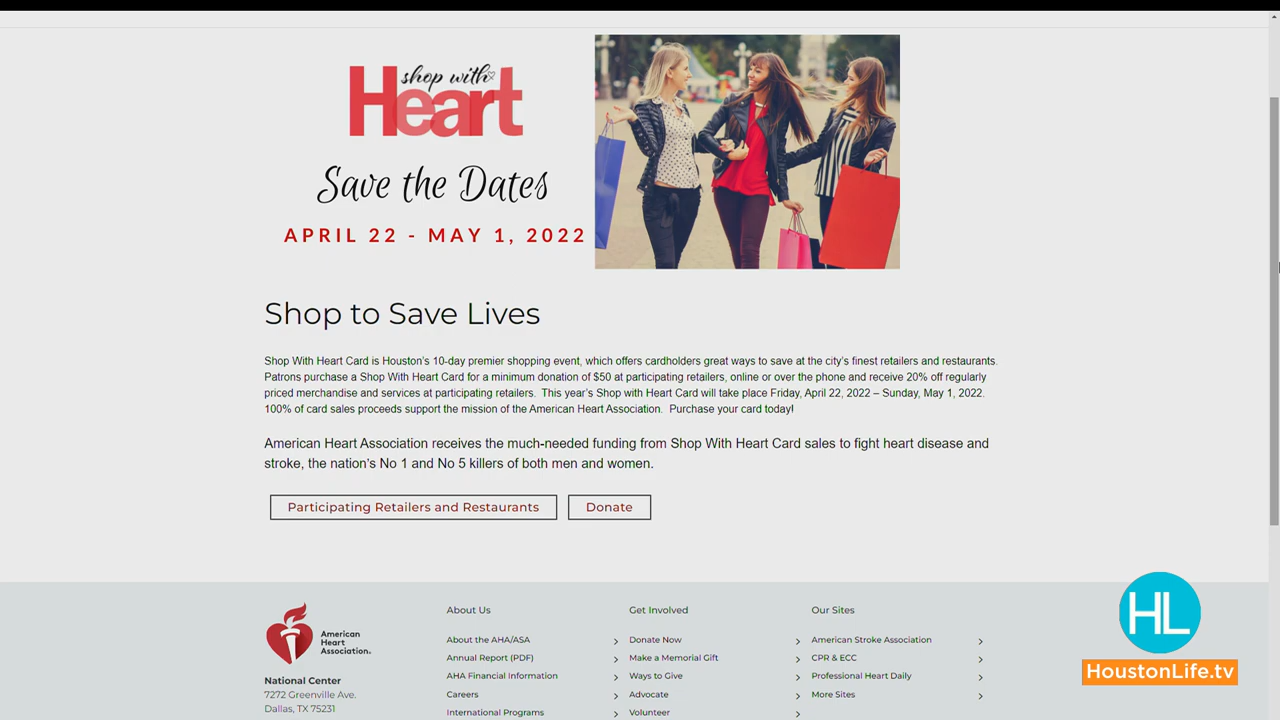 shop with
Heart
Save the Dates
APRIL 22 - MAY 1, 2022
Shop to Save Lives
Shop With Heart Card is Houston's 10-day premier shopping event, which offers cardholders great ways to save at the city's finest retailers and restaurants.
Patrons purchase a Shop With Heart Card for a minimum donation of $50 at participating retailers, online or over the phone and receive 20% off regularly
priced merchandise and services at participating retailers. This year's Shop with Heart Card will take place Friday, April 22, 2022 – Sunday, May 1, 2022.
100% of card sales proceeds support the mission of the American Heart Association. Purchase your card today!
American Heart Association receives the much-needed funding from Shop With Heart Card sales to fight heart disease and
stroke, the nation's No 1 and No 5 killers of both men and women.
Participating Retailers and Restaurants
Donate
American
Heart
Association.
National Center
7272 Greenville Ave.
Dallas, TX 75231
About Us
About the AHA/ASA
Annual Report (PDF)
AHA Financial Information
Careers
International Programs
Get Involved
Donate Now
Make a Memorial Gift
Ways to Give
Advocate
Volunteer
Our Sites
American Stroke Association
CPR & ECC
Professional Heart Daily
More Sites
HL
HoustonLife.tv